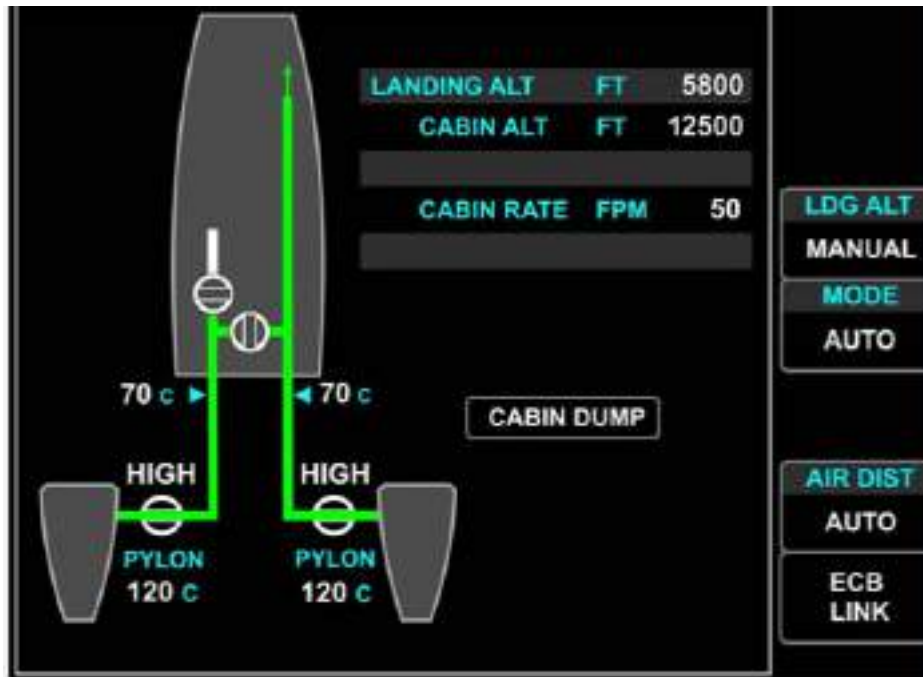 LANDING ALT FT 5800
CABIN ALT FT 12500
CABIN RATE FPM 50
LDG ALT
MANUAL
MODE
AUTO
70 C 70 C
CABIN DUMP
HIGH HIGH
AIR DIST
AUTO
PYLON PYLON
120 C 120 C
ECB
LINK